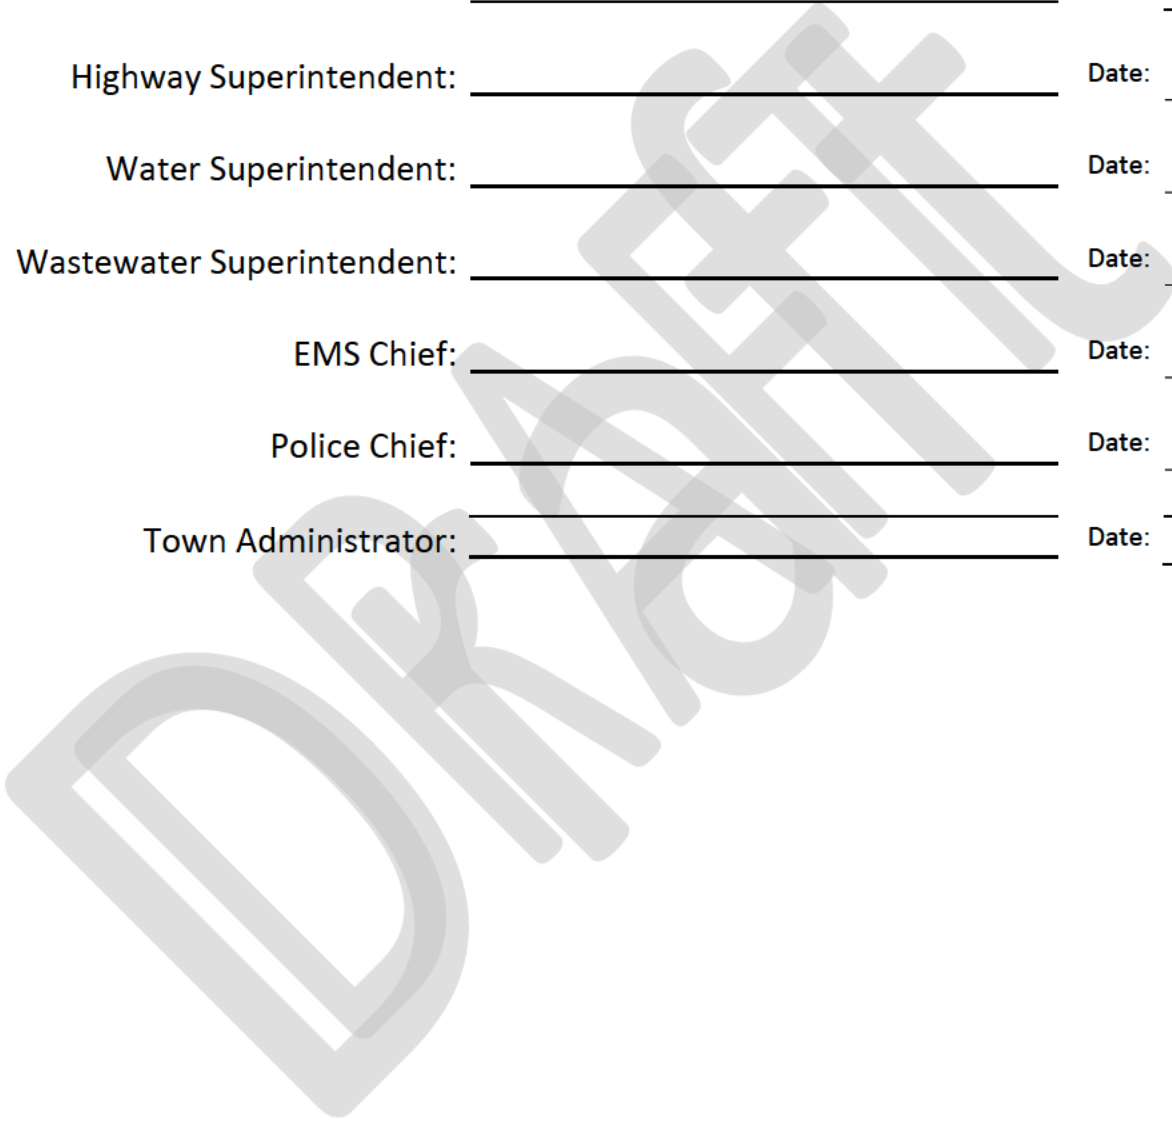 Highway Superintendent: Date:
Water Superintendent: Date:
Wastewater Superintendent: Date:
EMS Chief: Date:
Police Chief: Date:
Town Administrator: Date:
DRAFT
Draft